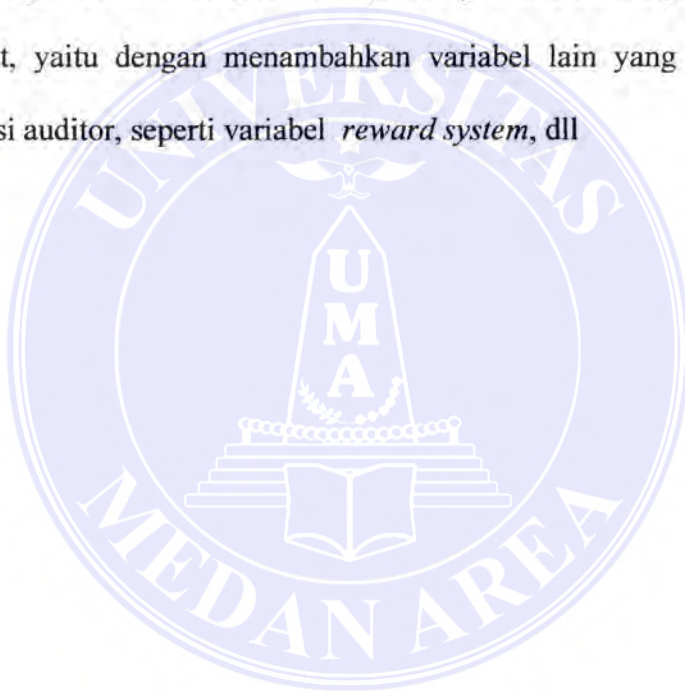 t, yaitu dengan menambahkan variabel lain yang
si auditor, seperti variabel reward system, dll
UNIVERSITAS
UMA
MEDAN AREA